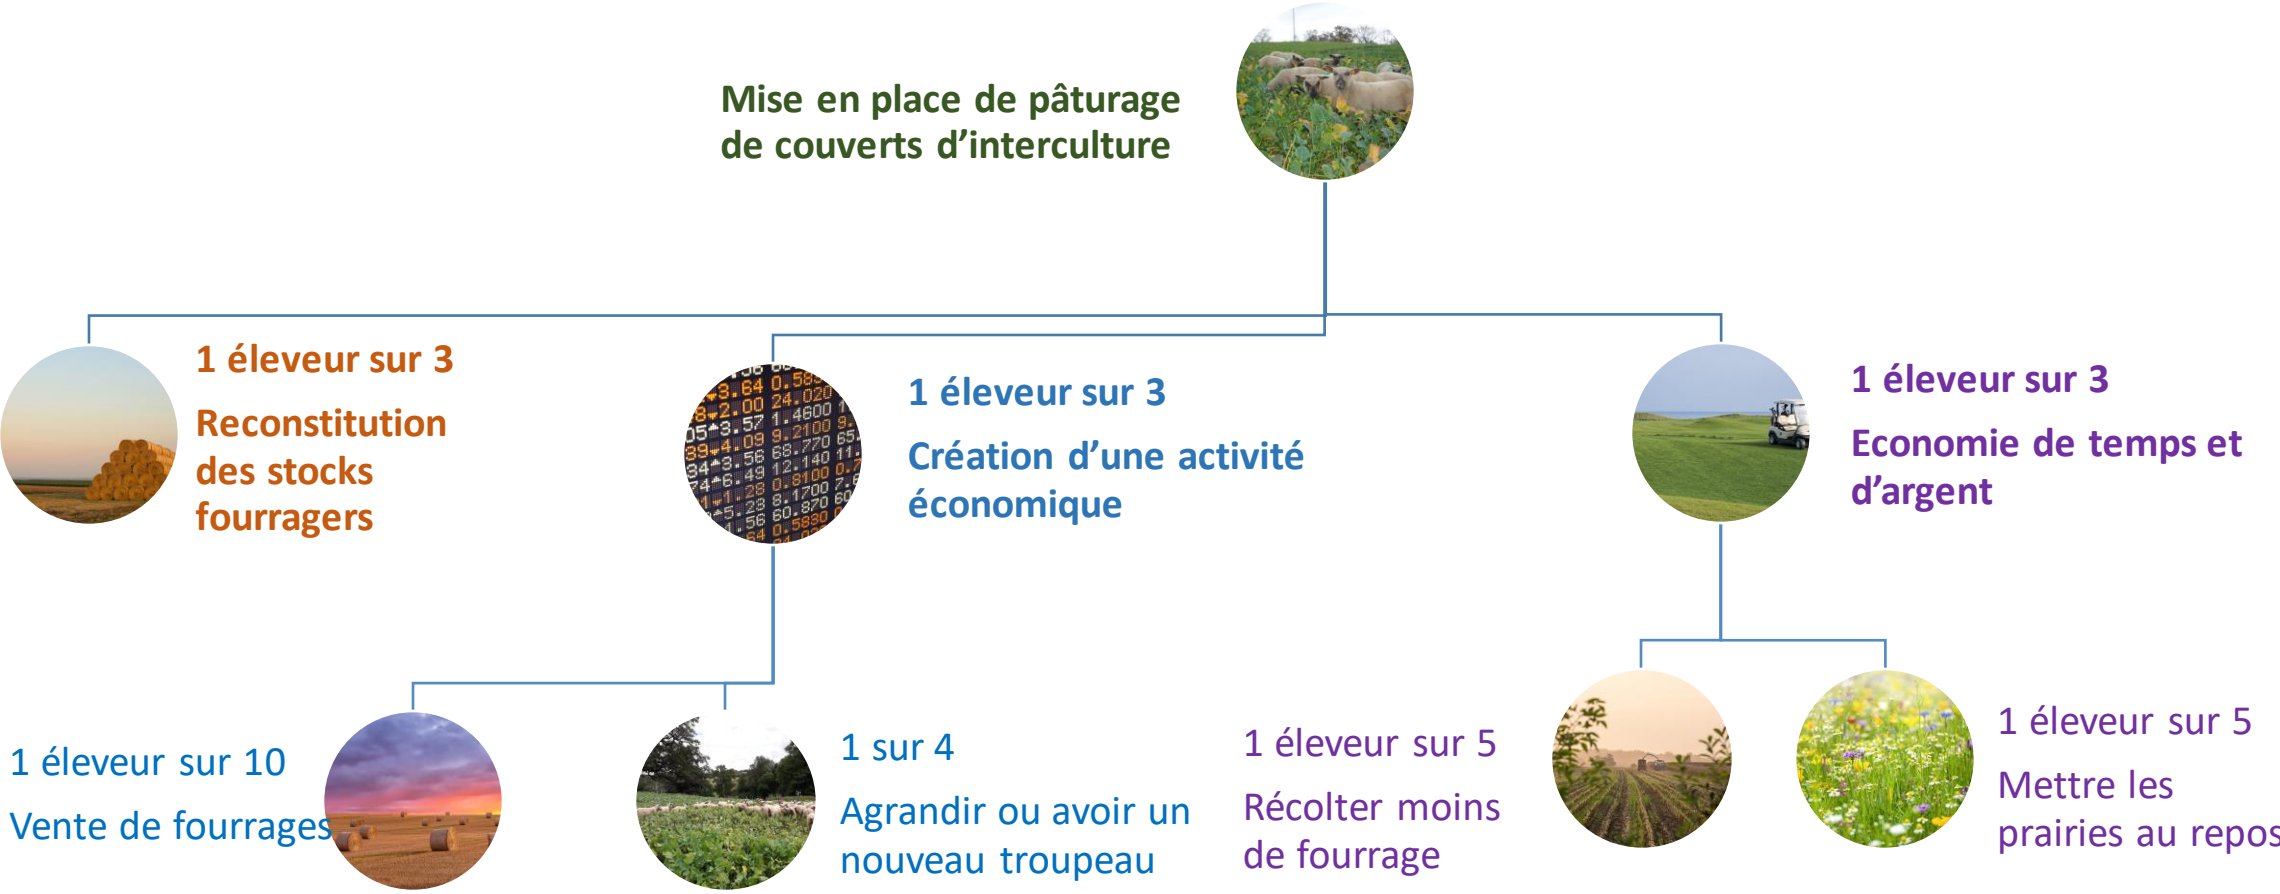 Mise en place de pâturage
de couverts d'interculture
1 éleveur sur 3
Reconstitution
des stocks
fourragers
1 éleveur sur 3
Création d'une activité
économique
1 éleveur sur 3
Economie de temps et
d'argent
1 éleveur sur 10
Vente de fourrages
1 sur 4
Agrandir ou avoir un
nouveau troupeau
1 éleveur sur 5
Récolter moins
de fourrage
1 éleveur sur 5
Mettre les
prairies au repos